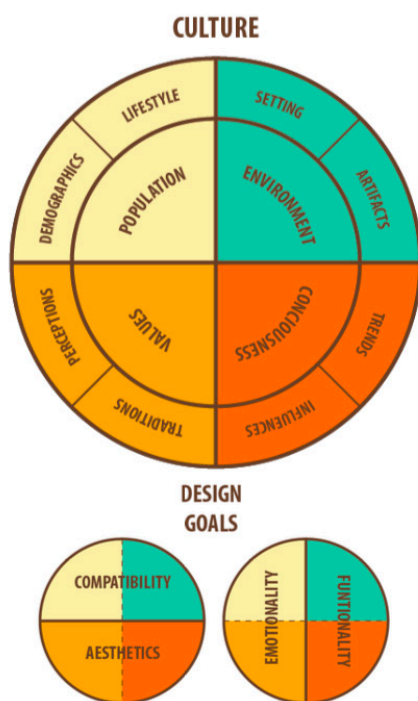 CULTURE
LIFESTYLE
SETTING
DEMOGRAPHICS
ARTIFACTS
POPULATION
ENVIRONMENT
PERCEPTIONS
VALUES
CONCIOUSNESS
TRENDS
TRADITIONS
INFLUENCES
DESIGN
GOALS
COMPATIBILITY
AESTHETICS
EMOTIONALITY
FUNTIONALITY